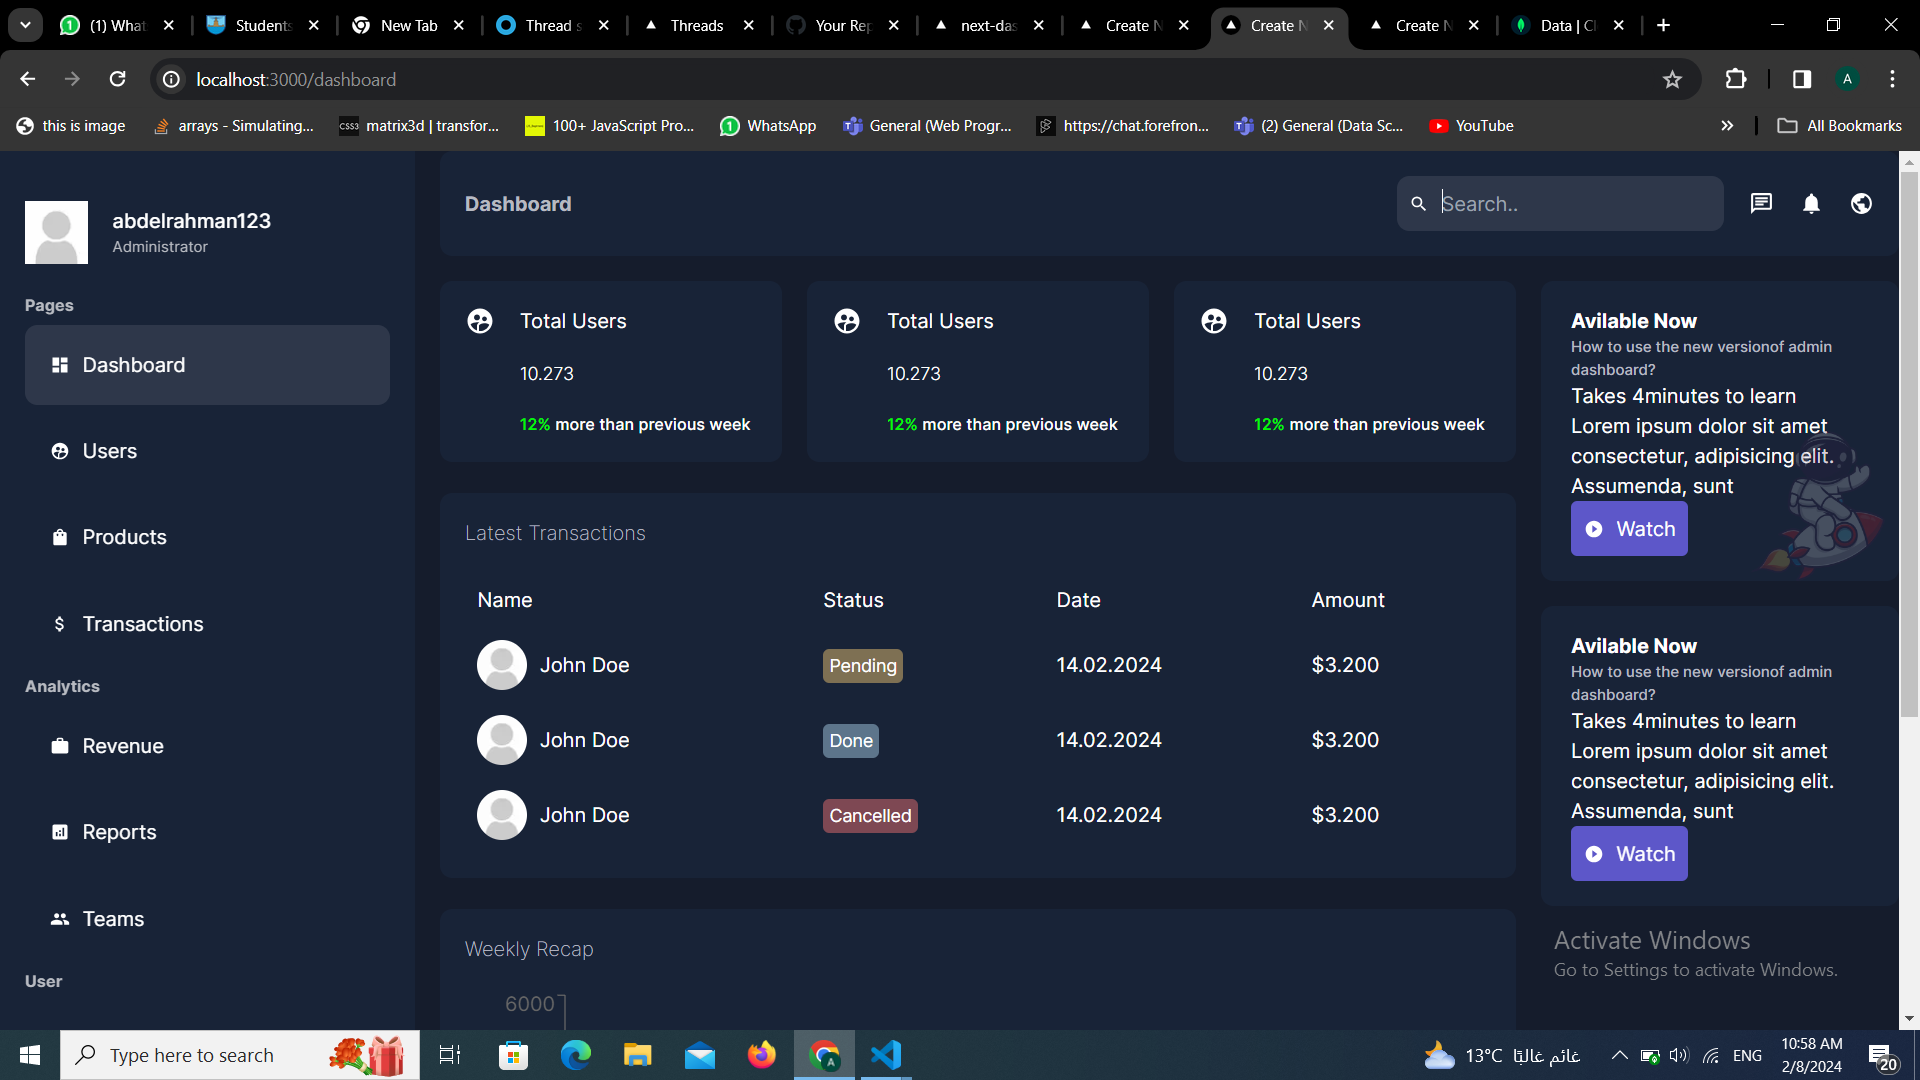 (1) What
Students
New Tab
Thread s
Threads
Your Rep
next-das
Create N
Create N
Create N
Data | Cl
localhost:3000/dashboard
A
this is image
arrays - Simulating...
CSS3
matrix3d | transfor...
100+ JavaScript Pro...
WhatsApp
General (Web Progr...
https://chat.forefron...
(2) General (Data Sc...
YouTube
All Bookmarks
abdelrahman123
Administrator
Pages
Dashboard
Users
Products
Transactions
Analytics
Revenue
Reports
Teams
User
Dashboard
Search..
Total Users
10.273
12% more than previous week
Total Users
10.273
12% more than previous week
Total Users
10.273
12% more than previous week
Latest Transactions
Name Status Date Amount
John Doe Pending 14.02.2024 $3.200
John Doe Done 14.02.2024 $3.200
John Doe Cancelled 14.02.2024 $3.200
Weekly Recap
6000
Avilable Now
How to use the new versionof admin
dashboard?
Takes 4minutes to learn
Lorem ipsum dolor sit amet
consectetur, adipisicing elit.
Assumenda, sunt
Watch
Avilable Now
How to use the new versionof admin
dashboard?
Takes 4minutes to learn
Lorem ipsum dolor sit amet
consectetur, adipisicing elit.
Assumenda, sunt
Watch
Activate Windows
Go to Settings to activate Windows.
Type here to search
A
13°C غائم غالبًا
ENG
10:58 AM
2/8/2024
20